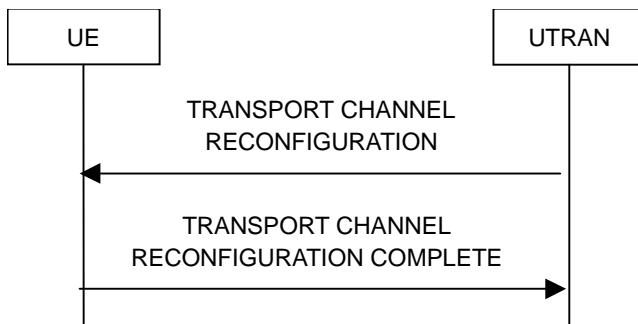 UE
UTRAN
TRANSPORT CHANNEL
RECONFIGURATION
TRANSPORT CHANNEL
RECONFIGURATION COMPLETE